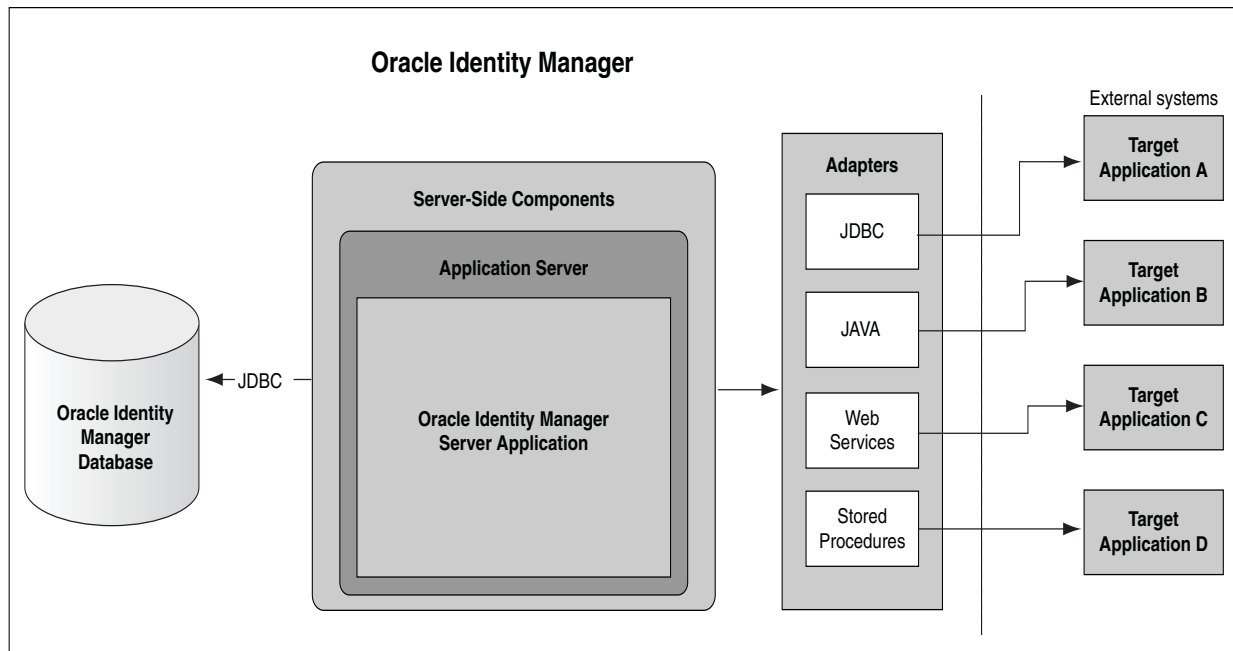 Oracle Identity Manager
Oracle Identity
Manager
Database
JDBC
Server-Side Components
Application Server
Oracle Identity Manager
Server Application
Adapters
JDBC
JAVA
Web
Services
Stored
Procedures
External systems
Target
Application A
Target
Application B
Target
Application C
Target
Application D